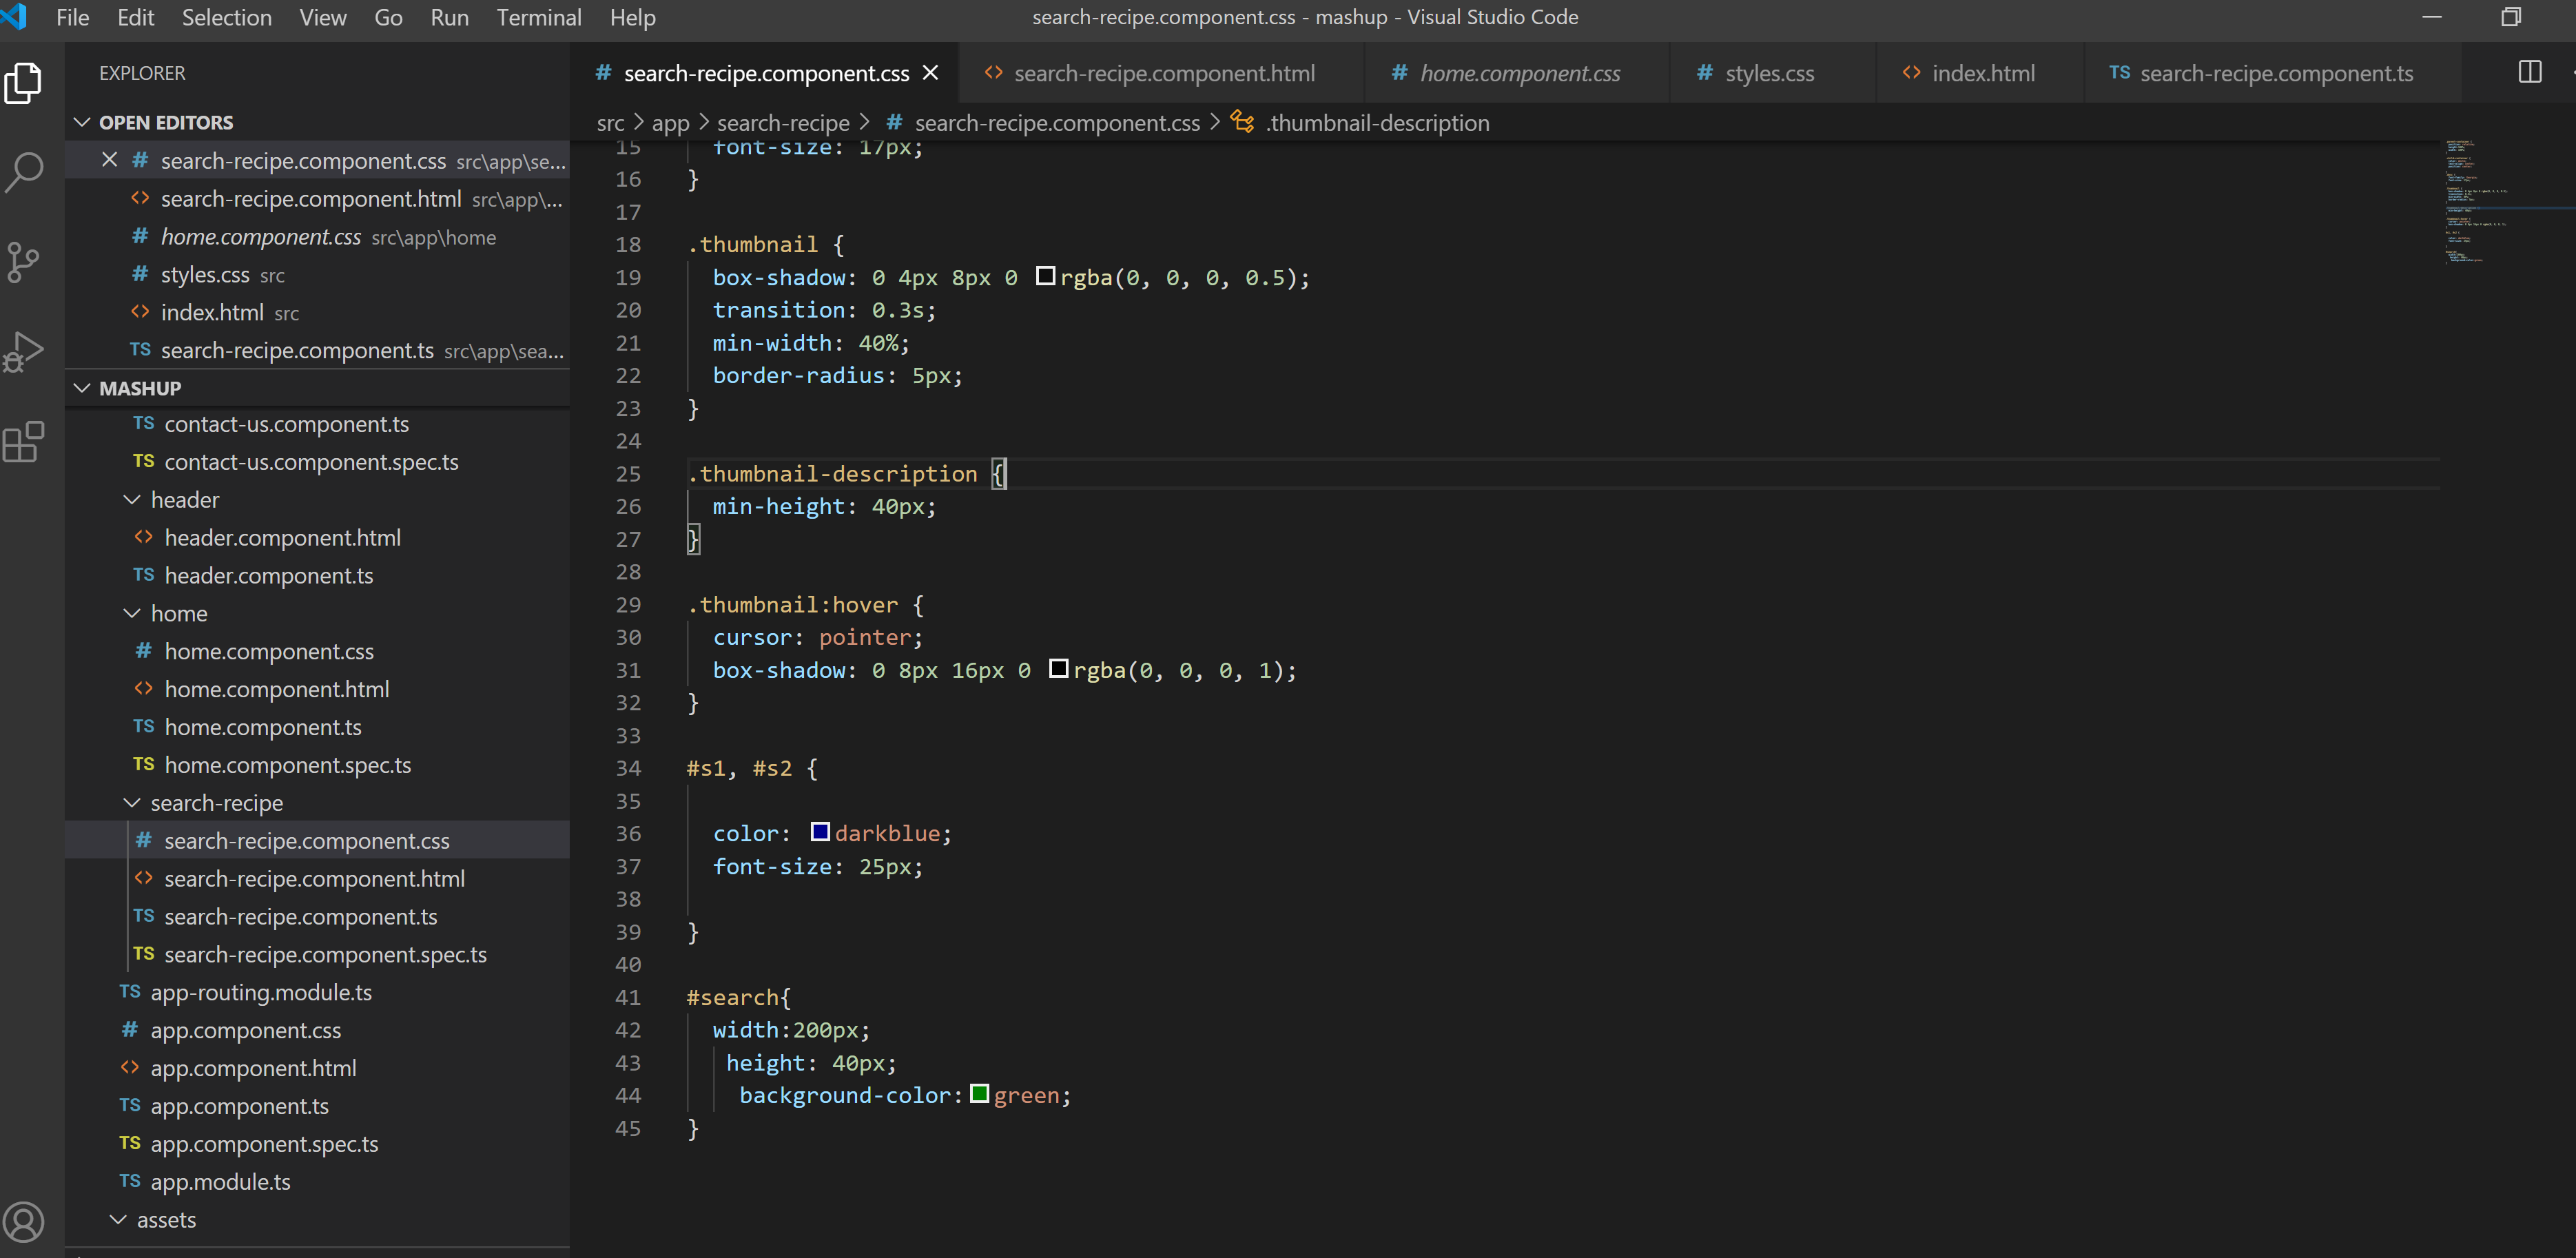 File Edit Selection View Go Run Terminal Help
search-recipe.component.css - mashup - Visual Studio Code
EXPLORER
OPEN EDITORS
# search-recipe.component.css src\app\se...
<> search-recipe.component.html src\app\...
# home.component.css src\app\home
# styles.css src
<> index.html src
TS search-recipe.component.ts src\app\sea...
MASHUP
TS contact-us.component.ts
TS contact-us.component.spec.ts
header
<> header.component.html
TS header.component.ts
home
# home.component.css
<> home.component.html
TS home.component.ts
TS home.component.spec.ts
search-recipe
# search-recipe.component.css
<> search-recipe.component.html
TS search-recipe.component.ts
TS search-recipe.component.spec.ts
TS app-routing.module.ts
# app.component.css
<> app.component.html
TS app.component.ts
TS app.component.spec.ts
TS app.module.ts
assets
# search-recipe.component.css
<> search-recipe.component.html
# home.component.css
# styles.css
<> index.html
TS search-recipe.component.ts
src > app > search-recipe > # search-recipe.component.css > .thumbnail-description
15 font-size: 17px;
16 }
17
18 .thumbnail {
19 box-shadow: 0 4px 8px 0 rgba(0, 0, 0, 0.5);
20 transition: 0.3s;
21 min-width: 40%;
22 border-radius: 5px;
23 }
24
25 .thumbnail-description {
26 min-height: 40px;
27 }
28
29 .thumbnail:hover {
30 cursor: pointer;
31 box-shadow: 0 8px 16px 0 rgba(0, 0, 0, 1);
32 }
33
34 #s1, #s2 {
35
36 color: darkblue;
37 font-size: 25px;
38
39 }
40
41 #search{
42 width:200px;
43 height: 40px;
44 background-color:green;
45 }